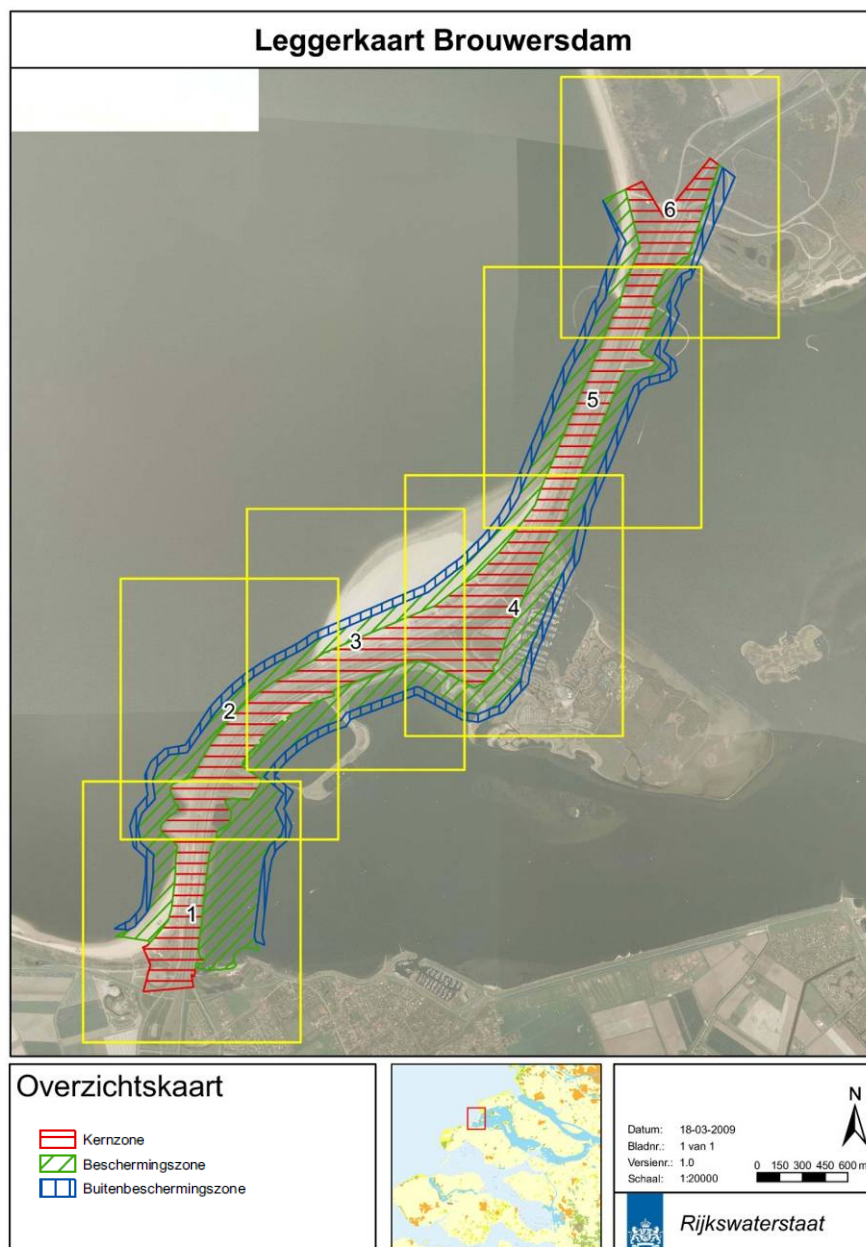 Leggerkaart Brouwersdam
6
5
4
3
2
1
Overzichtskaart
Kernzone
Beschermingszone
Buitenbeschermingszone
N
Datum: 18-03-2009
Bladnr.: 1 van 1
Versienr.: 1.0
Schaal: 1:20000
0 150 300 450 600 m
Rijkswaterstaat